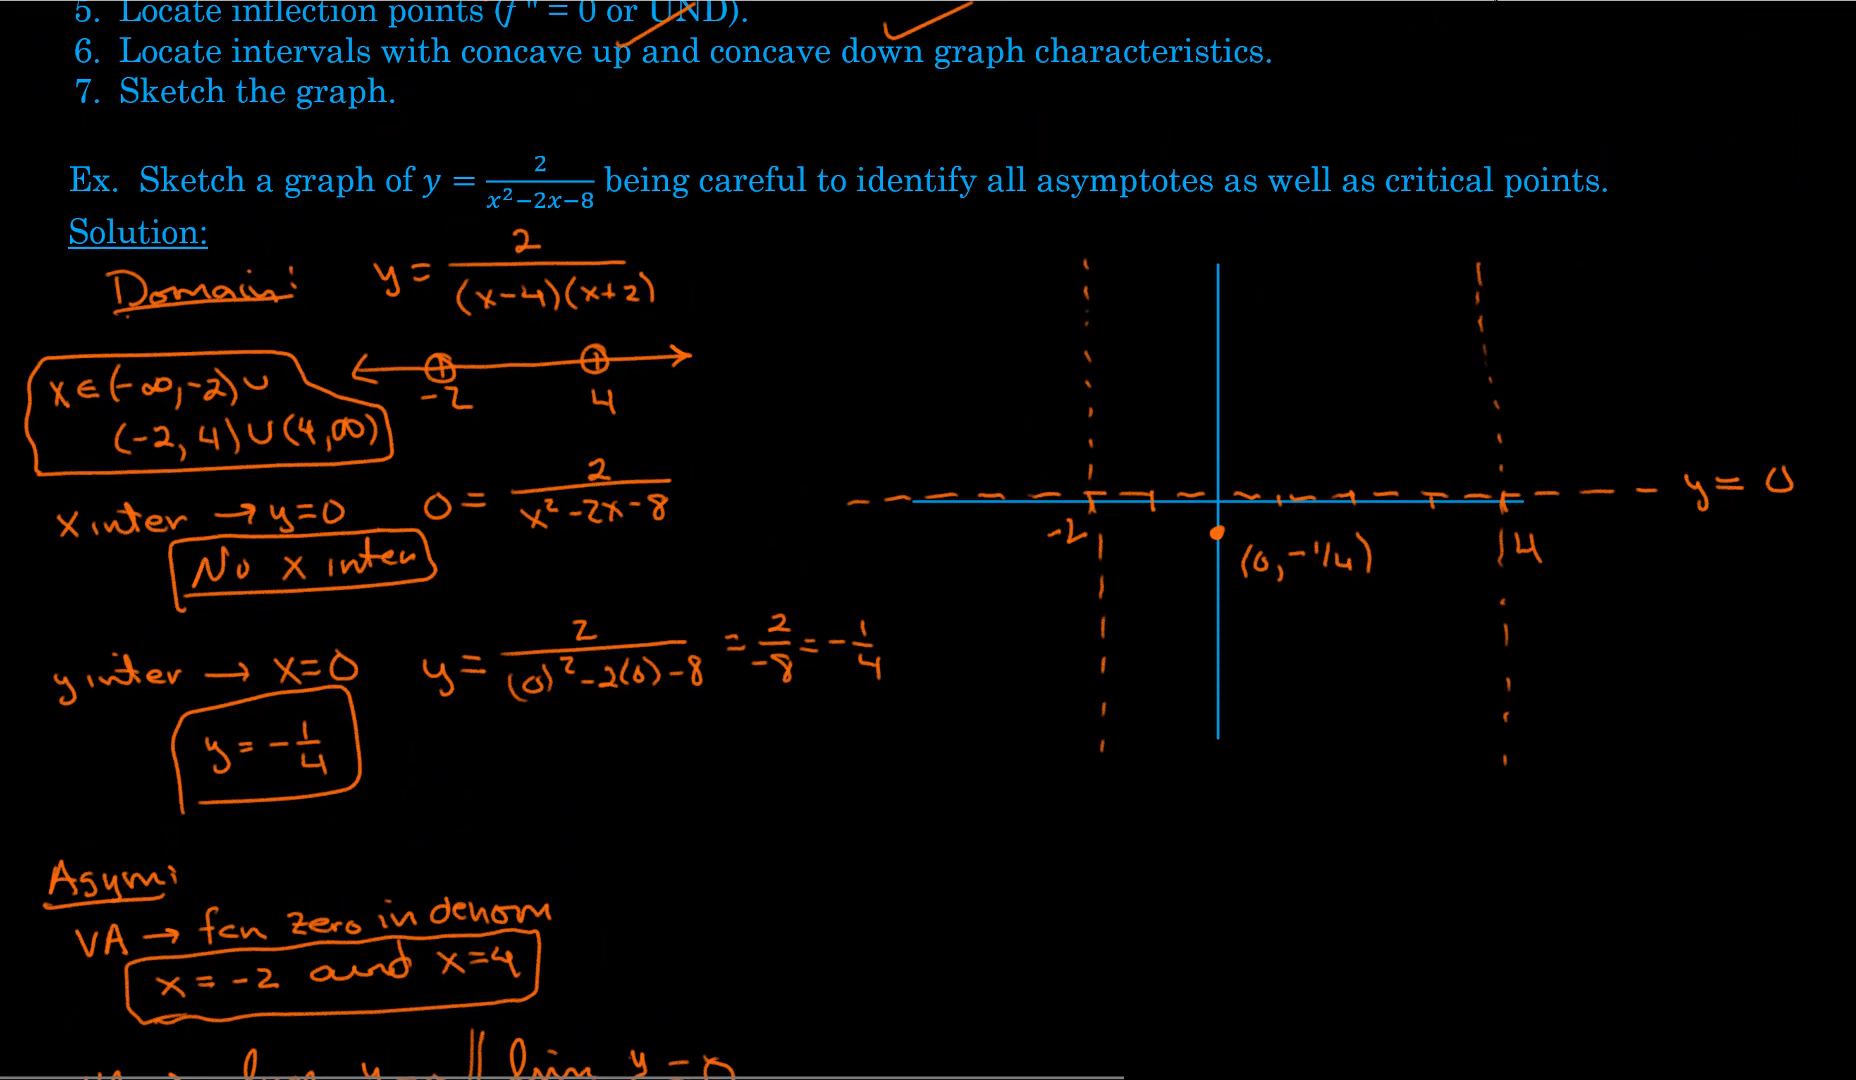 5. Locate inflection points (f " = 0 or UND).
6. Locate intervals with concave up and concave down graph characteristics.
7. Sketch the graph.
Ex. Sketch a graph of y = 2/(x²−2x−8) being careful to identify all asymptotes as well as critical points.
Solution:
Domain: y = 2/((x-4)(x+2))
-2 4
x ∈ (-∞,-2) ∪
(-2, 4) ∪ (4,∞)
x inter → y=0 0 = 2/(x²-2x-8)
No x inter
y inter → x=0 y = 2/((0)²-2(0)-8) = 2/-8 = -1/4
y = -1/4
y = 0
-2 4
(0, -1/4)
Asym:
VA → fcn zero in denom
x = -2 and x=4
lim y = 0